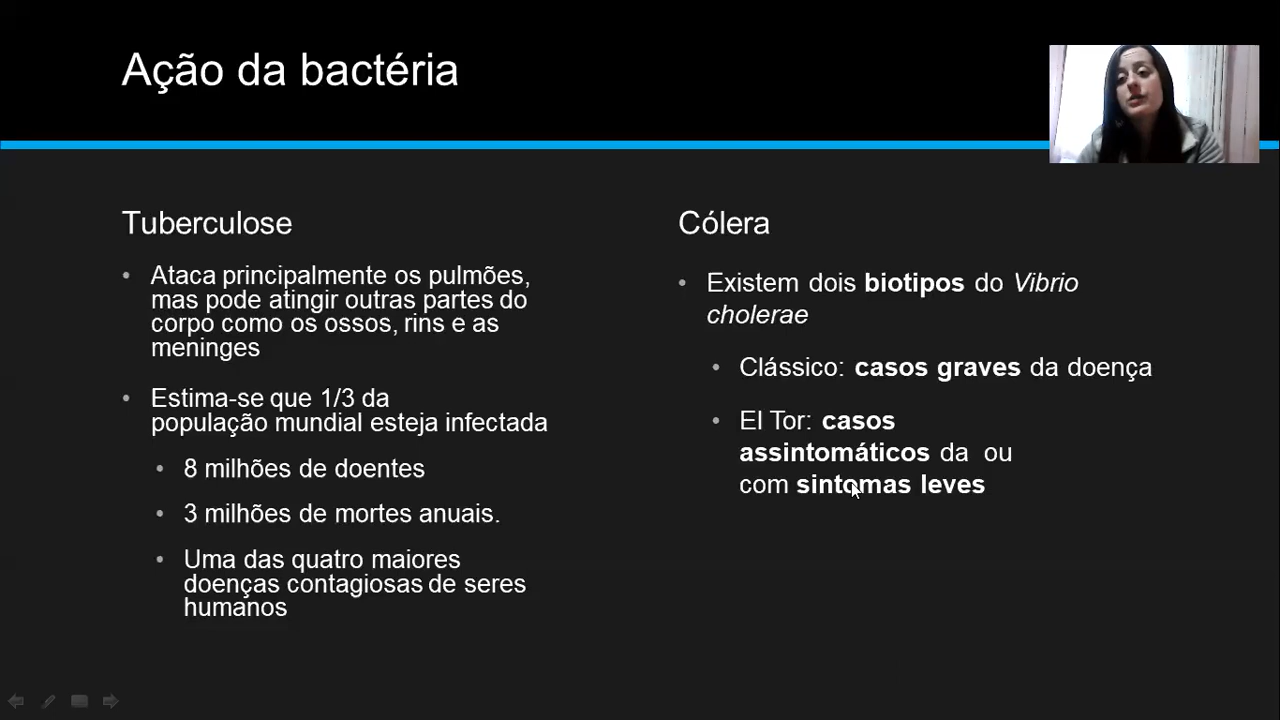 Ação da bactéria
Tuberculose
• Ataca principalmente os pulmões,
mas pode atingir outras partes do
corpo como os ossos, rins e as
meninges
• Estima-se que 1/3 da
população mundial esteja infectada
• 8 milhões de doentes
• 3 milhões de mortes anuais.
• Uma das quatro maiores
doenças contagiosas de seres
humanos
Cólera
• Existem dois biotipos do Vibrio
cholerae
• Clássico: casos graves da doença
• El Tor: casos
assintomáticos da ou
com sintomas leves